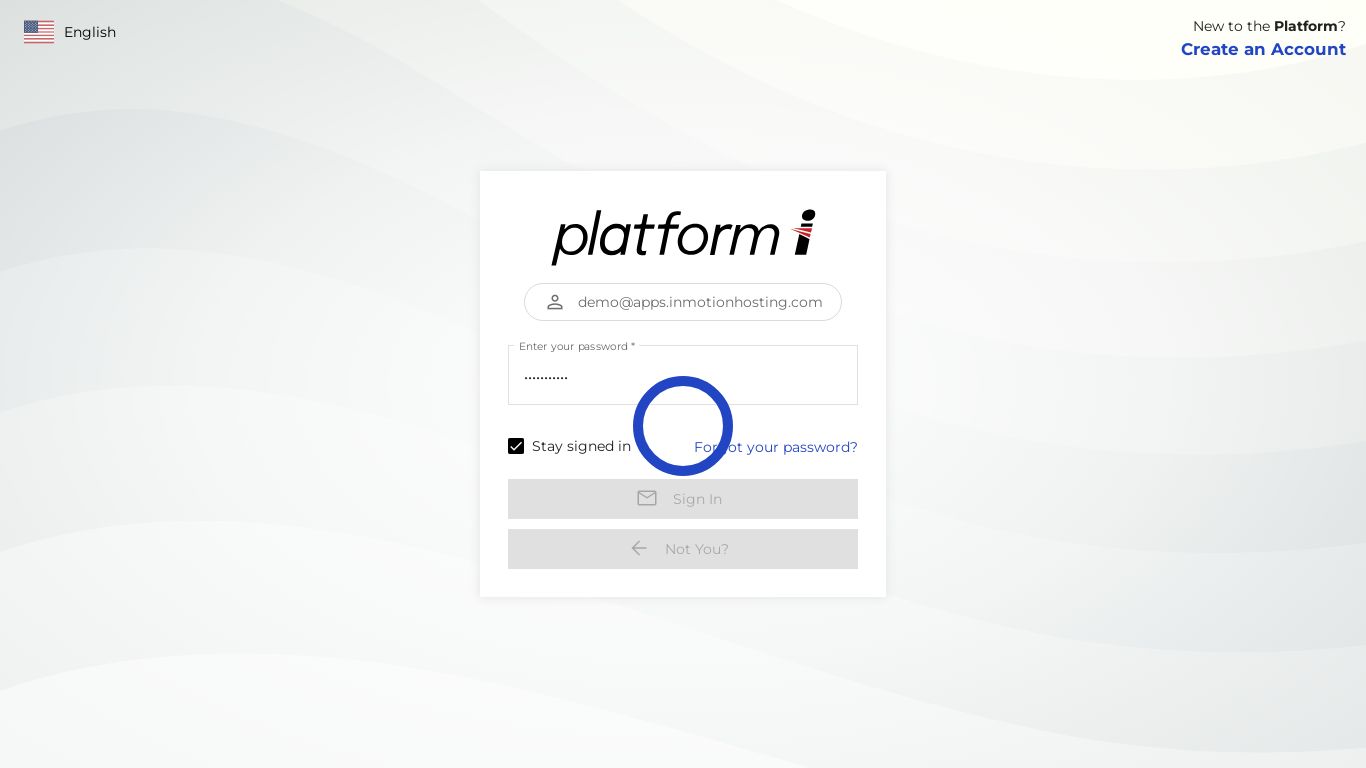 English
New to the Platform?
Create an Account
platform i
demo@apps.inmotionhosting.com
Enter your password *
...........
Stay signed in
Forgot your password?
Sign In
Not You?